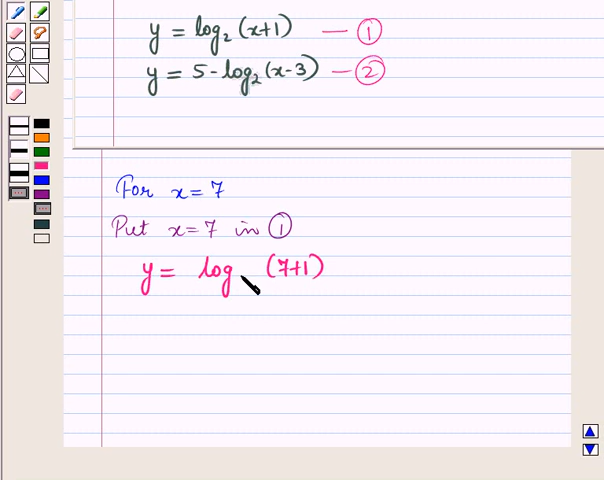 y = log₂ (x+1) — ①
y = 5 - log₂ (x-3) — ②
For x = 7
Put x = 7 in ①
y = log (7+1)